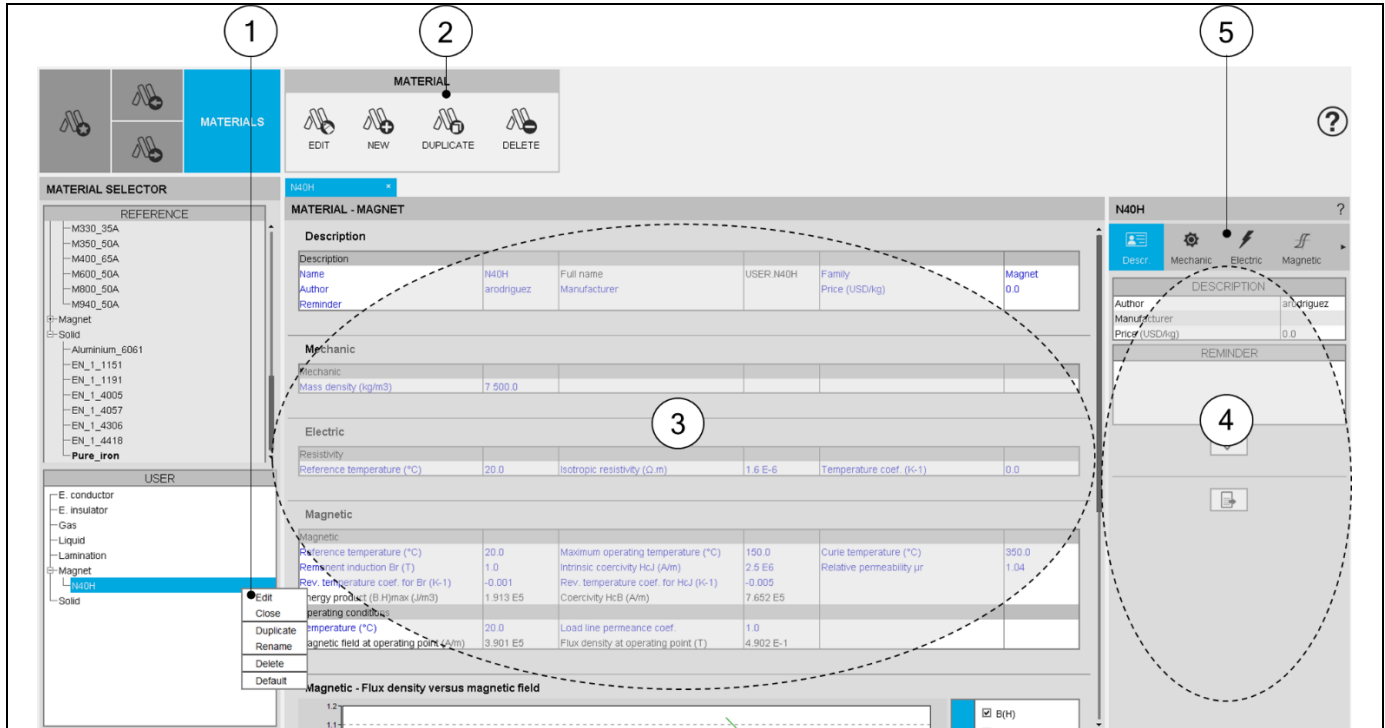 1
2
5
MATERIAL
MATERIALS
EDIT NEW DUPLICATE DELETE
?
MATERIAL SELECTOR
REFERENCE
M330_35A
M350_50A
M400_65A
M600_50A
M800_50A
M940_50A
Magnet
Solid
Aluminium_6061
EN_1_1151
EN_1_1191
EN_1_4005
EN_1_4057
EN_1_4306
EN_1_4418
Pure_iron
USER
E. conductor
E. insulator
Gas
Liquid
Lamination
Magnet
N40H
Solid
Edit
Close
Duplicate
Rename
Delete
Default
N40H ×
MATERIAL - MAGNET
Description
Description
Name N40H Full name USER.N40H Family Magnet
Author arodriguez Manufacturer Price (USD/kg) 0.0
Reminder
Mechanic
Mechanic
Mass density (kg/m3) 7 500.0
3
Electric
Resistivity
Reference temperature (°C) 20.0 Isotropic resistivity (Ω.m) 1.6 E-6 Temperature coef. (K-1) 0.0
Magnetic
Magnetic
Reference temperature (°C) 20.0 Maximum operating temperature (°C) 150.0 Curie temperature (°C) 350.0
Remanent induction Br (T) 1.0 Intrinsic coercivity HcJ (A/m) 2.5 E6 Relative permeability μr 1.04
Rev. temperature coef. for Br (K-1) -0.001 Rev. temperature coef. for HcJ (K-1) -0.005
Energy product (B.H)max (J/m3) 1.913 E5 Coercivity HcB (A/m) 7.652 E5
Operating conditions
Temperature (°C) 20.0 Load line permeance coef. 1.0
Magnetic field at operating point (A/m) 3.901 E5 Flux density at operating point (T) 4.902 E-1
Magnetic - Flux density versus magnetic field
1.2
1.1
B(H)
N40H ?
Descr. Mechanic Electric Magnetic
DESCRIPTION
Author arodriguez
Manufacturer
Price (USD/kg) 0.0
REMINDER
4